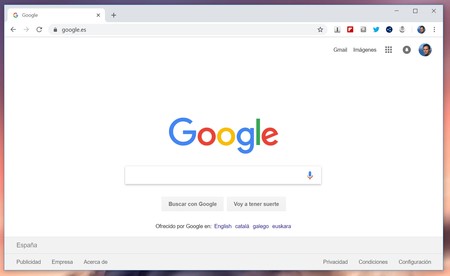 Google
google.es
Gmail Imágenes
Google
Buscar con Google Voy a tener suerte
Ofrecido por Google en: English català galego euskara
España
Publicidad Empresa Acerca de Privacidad Condiciones Configuración